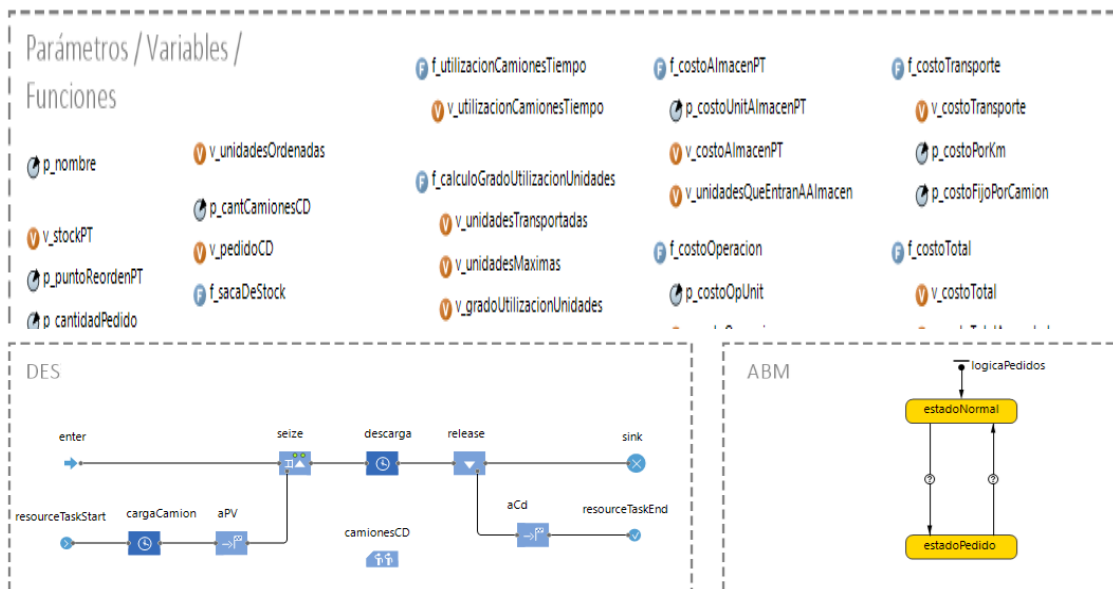 Parámetros / Variables /
Funciones
p_nombre
v_stockPT
p_puntoReordenPT
p_cantidadPedido
v_unidadesOrdenadas
p_cantCamionesCD
v_pedidoCD
f_sacaDeStock
f_utilizacionCamionesTiempo
v_utilizacionCamionesTiempo
f_calculoGradoUtilizacionUnidades
v_unidadesTransportadas
v_unidadesMaximas
v_gradoUtilizacionUnidades
f_costoAlmacenPT
p_costoUnitAlmacenPT
v_costoAlmacenPT
v_unidadesQueEntranAAlmacen
f_costoOperacion
p_costoOpUnit
f_costoTransporte
v_costoTransporte
p_costoPorKm
p_costoFijoPorCamion
f_costoTotal
v_costoTotal
DES
enter
seize
descarga
release
sink
resourceTaskStart
cargaCamion
aPV
camionesCD
aCd
resourceTaskEnd
ABM
logicaPedidos
estadoNormal
estadoPedido